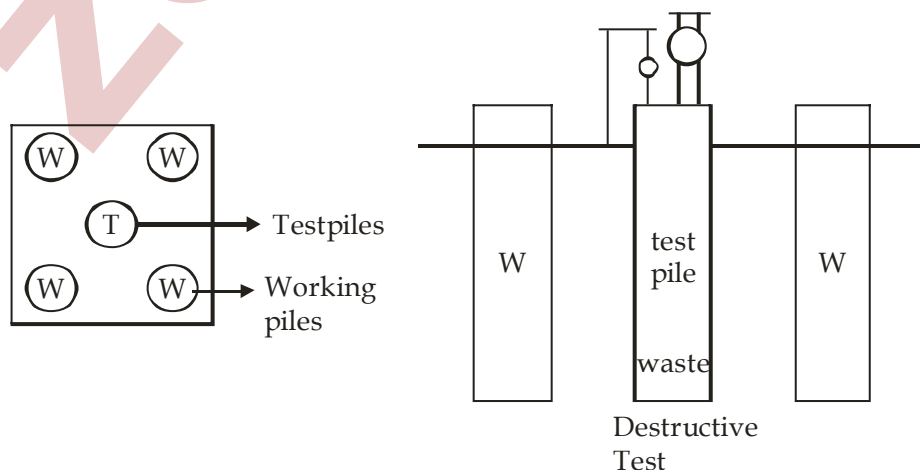 W
W
T
Testpiles
W
W
Working
piles
W
test
pile
waste
W
Destructive
Test